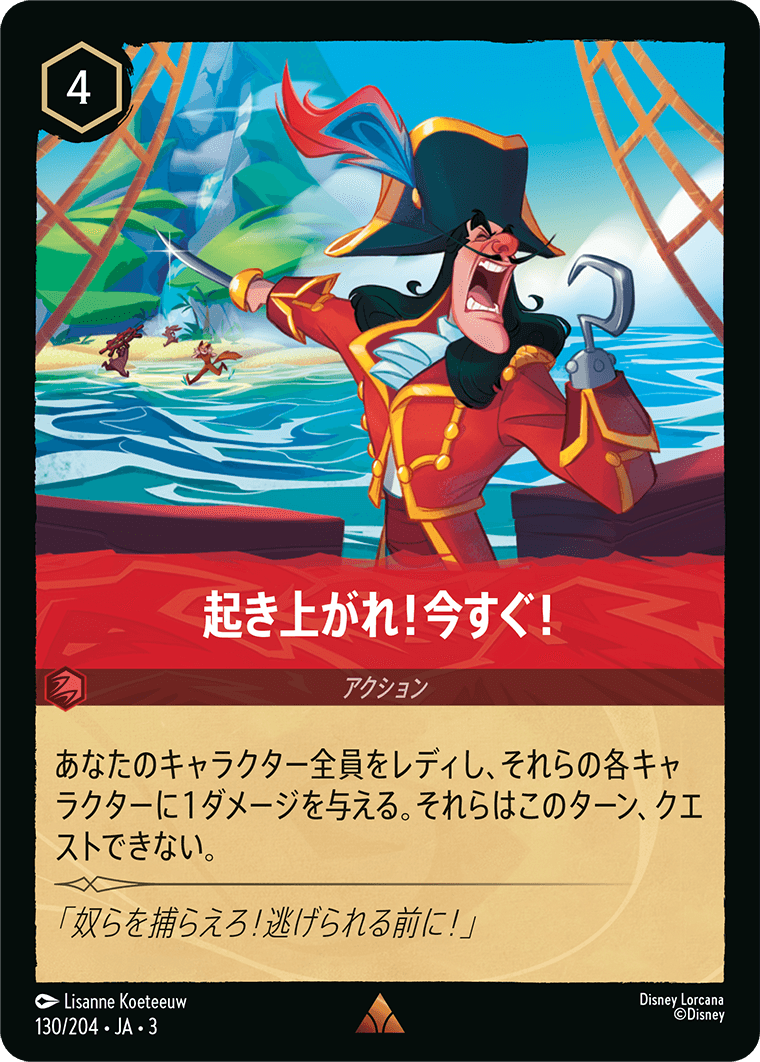 4
起き上がれ!今すぐ!
アクション
あなたのキャラクター全員をレディし、それらの各キャ
ラクターに1ダメージを与える。それらはこのターン、クエ
ストできない。
「奴らを捕らえろ!逃げられる前に!」
Lisanne Koeteeuw
Disney Lorcana
130/204・JA・3
©Disney